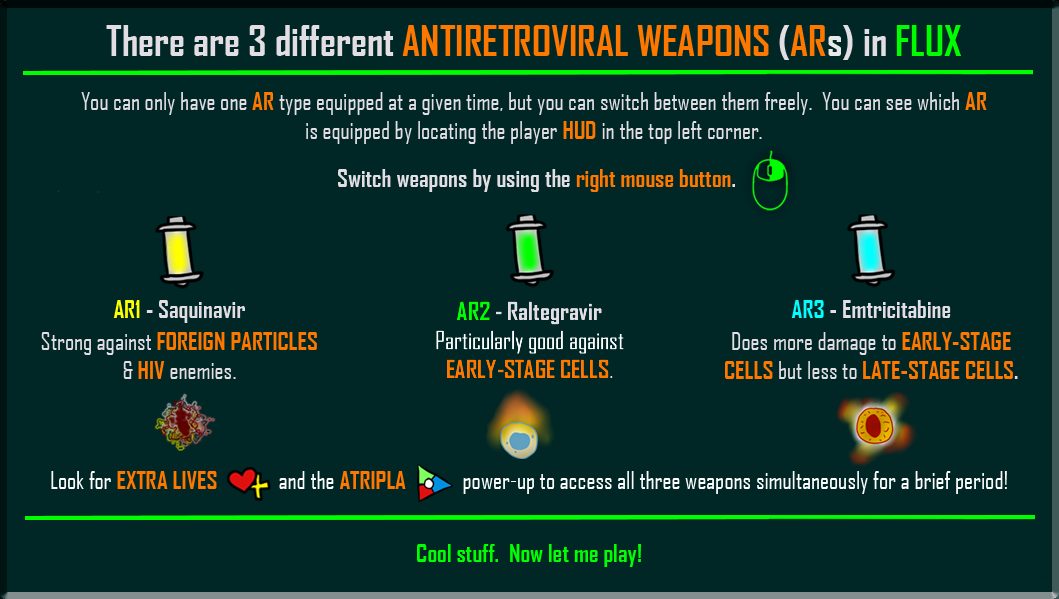 There are 3 different ANTIRETROVIRAL WEAPONS (ARs) in FLUX
You can only have one AR type equipped at a given time, but you can switch between them freely. You can see which AR
is equipped by locating the player HUD in the top left corner.
Switch weapons by using the right mouse button.
AR1 - Saquinavir
Strong against FOREIGN PARTICLES
& HIV enemies.
AR2 - Raltegravir
Particularly good against
EARLY-STAGE CELLS.
AR3 - Emtricitabine
Does more damage to EARLY-STAGE
CELLS but less to LATE-STAGE CELLS.
Look for EXTRA LIVES and the ATRIPLA power-up to access all three weapons simultaneously for a brief period!
Cool stuff. Now let me play!